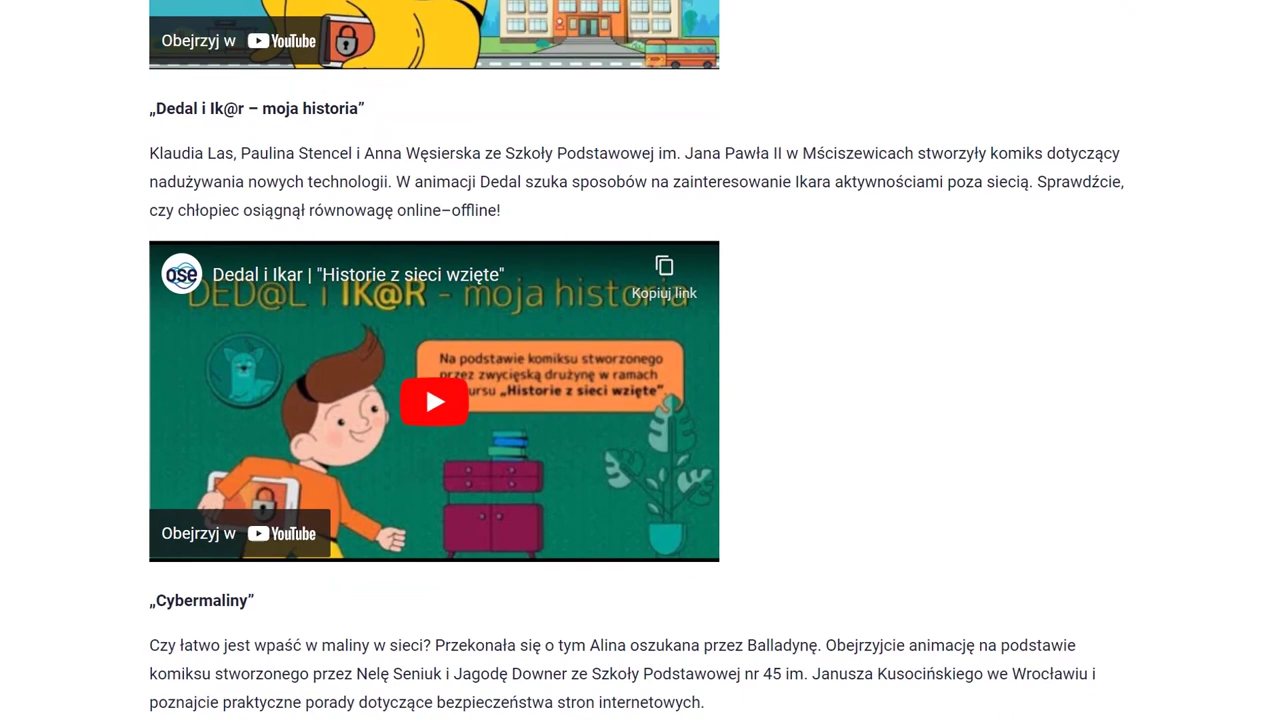 Obejrzyj w YouTube
„Dedal i Ik@r – moja historia”
Klaudia Las, Paulina Stencel i Anna Węsierska ze Szkoły Podstawowej im. Jana Pawła II w Mściszewicach stworzyły komiks dotyczący
nadużywania nowych technologii. W animacji Dedal szuka sposobów na zainteresowanie Ikara aktywnościami poza siecią. Sprawdźcie,
czy chłopiec osiągnął równowagę online–offline!
ose Dedal i Ikar | "Historie z sieci wzięte"
Kopiuj link
DED@L i IK@R - moja historia
Na podstawie komiksu stworzonego
przez zwycięską drużynę w ramach
ursu „Historie z sieci wzięte”
Obejrzyj w YouTube
„Cybermaliny”
Czy łatwo jest wpaść w maliny w sieci? Przekonała się o tym Alina oszukana przez Balladynę. Obejrzyjcie animację na podstawie
komiksu stworzonego przez Nelę Seniuk i Jagodę Downer ze Szkoły Podstawowej nr 45 im. Janusza Kusocińskiego we Wrocławiu i
poznajcie praktyczne porady dotyczące bezpieczeństwa stron internetowych.